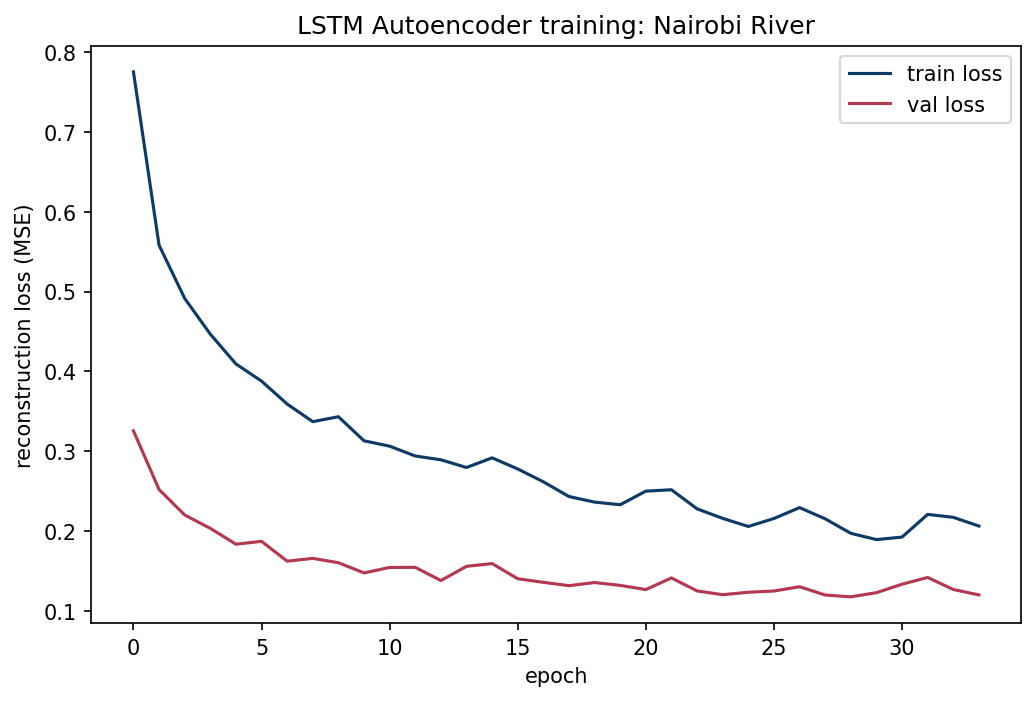 LSTM Autoencoder training: Nairobi River
train loss
val loss
reconstruction loss (MSE)
0.8
0.7
0.6
0.5
0.4
0.3
0.2
0.1
0 5 10 15 20 25 30
epoch